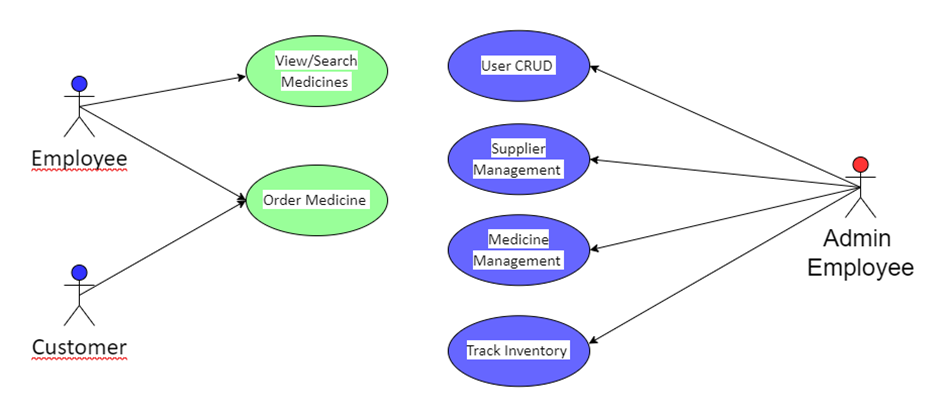 View/Search
Medicines
Employee
Order Medicine
Customer
User CRUD
Supplier
Management
Medicine
Management
Track Inventory
Admin
Employee